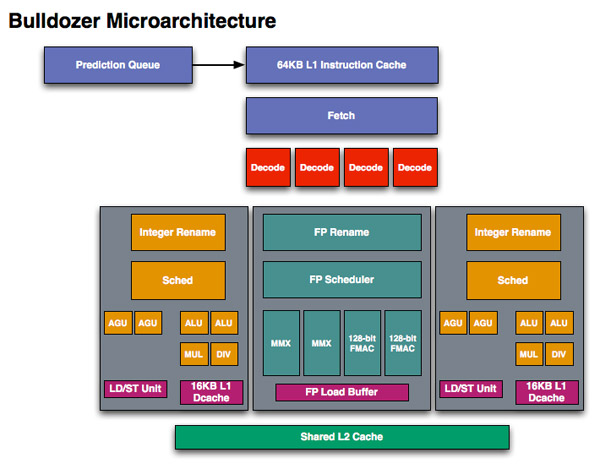 Bulldozer Microarchitecture
Prediction Queue
64KB L1 Instruction Cache
Fetch
Decode
Decode
Decode
Decode
Integer Rename
Sched
AGU
AGU
ALU
ALU
MUL
DIV
LD/ST Unit
16KB L1
Dcache
FP Rename
FP Scheduler
MMX
MMX
128-bit
FMAC
128-bit
FMAC
FP Load Buffer
Integer Rename
Sched
AGU
AGU
ALU
ALU
MUL
DIV
LD/ST Unit
16KB L1
Dcache
Shared L2 Cache